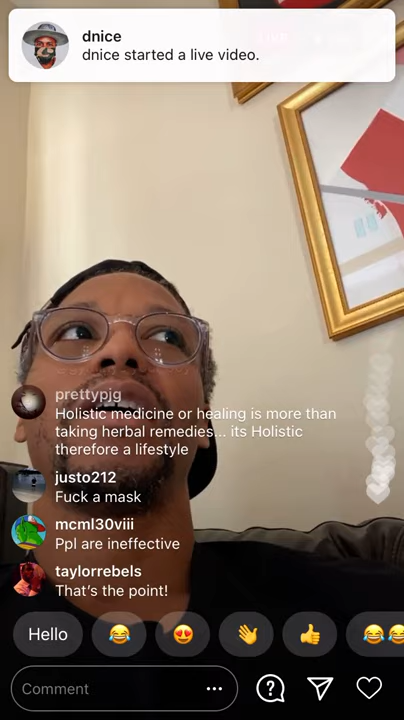 dnice
dnice started a live video.
prettypjg
Holistic medicine or healing is more than
taking herbal remedies... its Holistic
therefore a lifestyle
justo212
Fuck a mask
mcml30viii
Ppl are ineffective
taylorrebels
That's the point!
Hello
Comment